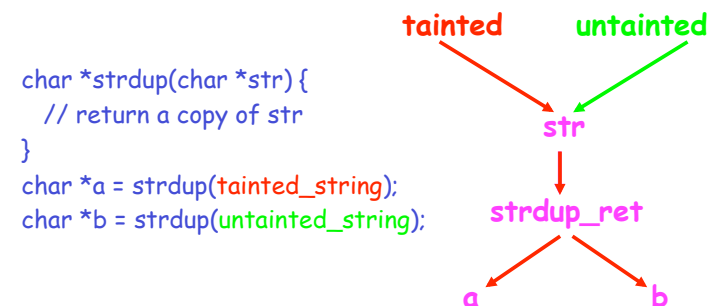 tainted untainted
char *strdup(char *str) {
// return a copy of str
}
char *a = strdup(tainted_string);
char *b = strdup(untainted_string);
str
strdup_ret
a b